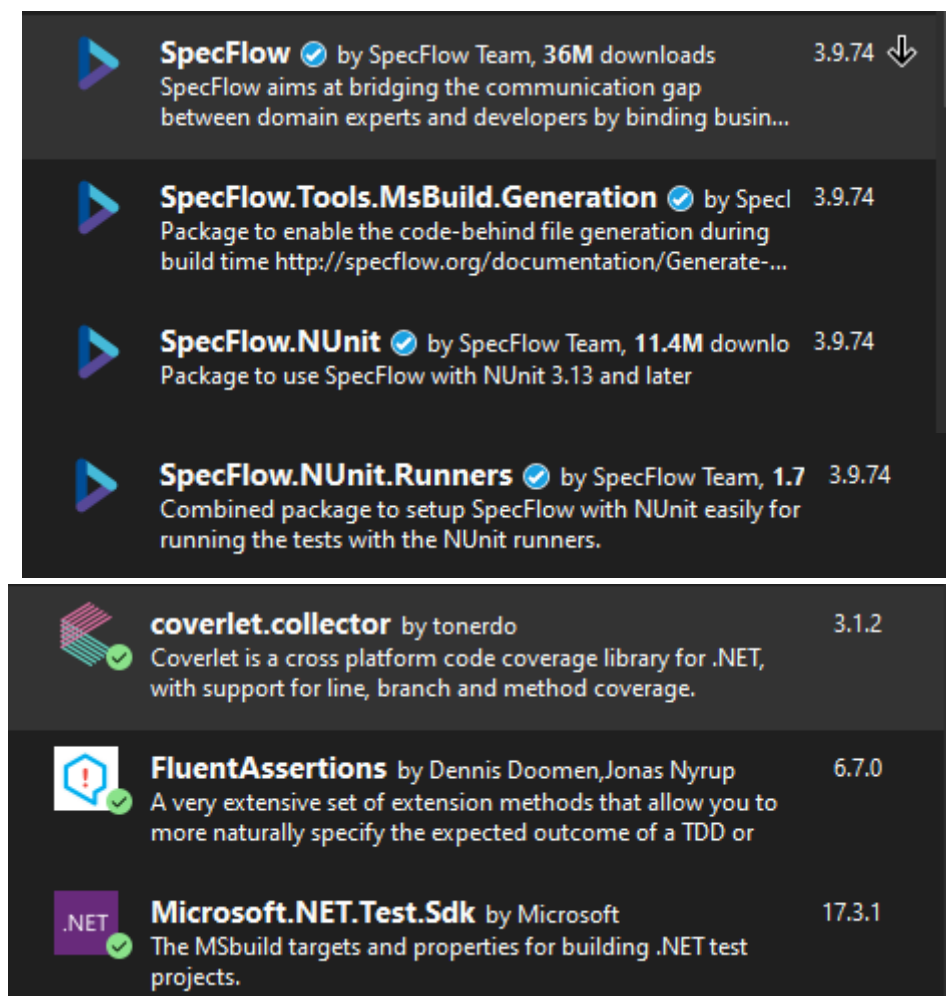 SpecFlow by SpecFlow Team, 36M downloads 3.9.74
SpecFlow aims at bridging the communication gap
between domain experts and developers by binding busin...
SpecFlow.Tools.MsBuild.Generation by Specl 3.9.74
Package to enable the code-behind file generation during
build time http://specflow.org/documentation/Generate-...
SpecFlow.NUnit by SpecFlow Team, 11.4M downlo 3.9.74
Package to use SpecFlow with NUnit 3.13 and later
SpecFlow.NUnit.Runners by SpecFlow Team, 1.7 3.9.74
Combined package to setup SpecFlow with NUnit easily for
running the tests with the NUnit runners.
coverlet.collector by tonerdo 3.1.2
Coverlet is a cross platform code coverage library for .NET,
with support for line, branch and method coverage.
FluentAssertions by Dennis Doomen,Jonas Nyrup 6.7.0
A very extensive set of extension methods that allow you to
more naturally specify the expected outcome of a TDD or
.NET
Microsoft.NET.Test.Sdk by Microsoft 17.3.1
The MSbuild targets and properties for building .NET test
projects.